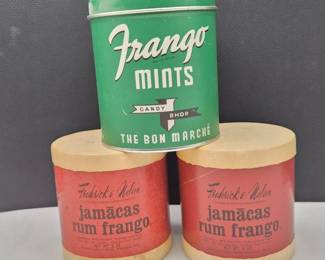 Frango
MINTS
CANDY SHOP
THE BON MARCHÉ
Frederick & Nelson
jamācas
rum frango
Frederick & Nelson
jamācas
rum frango